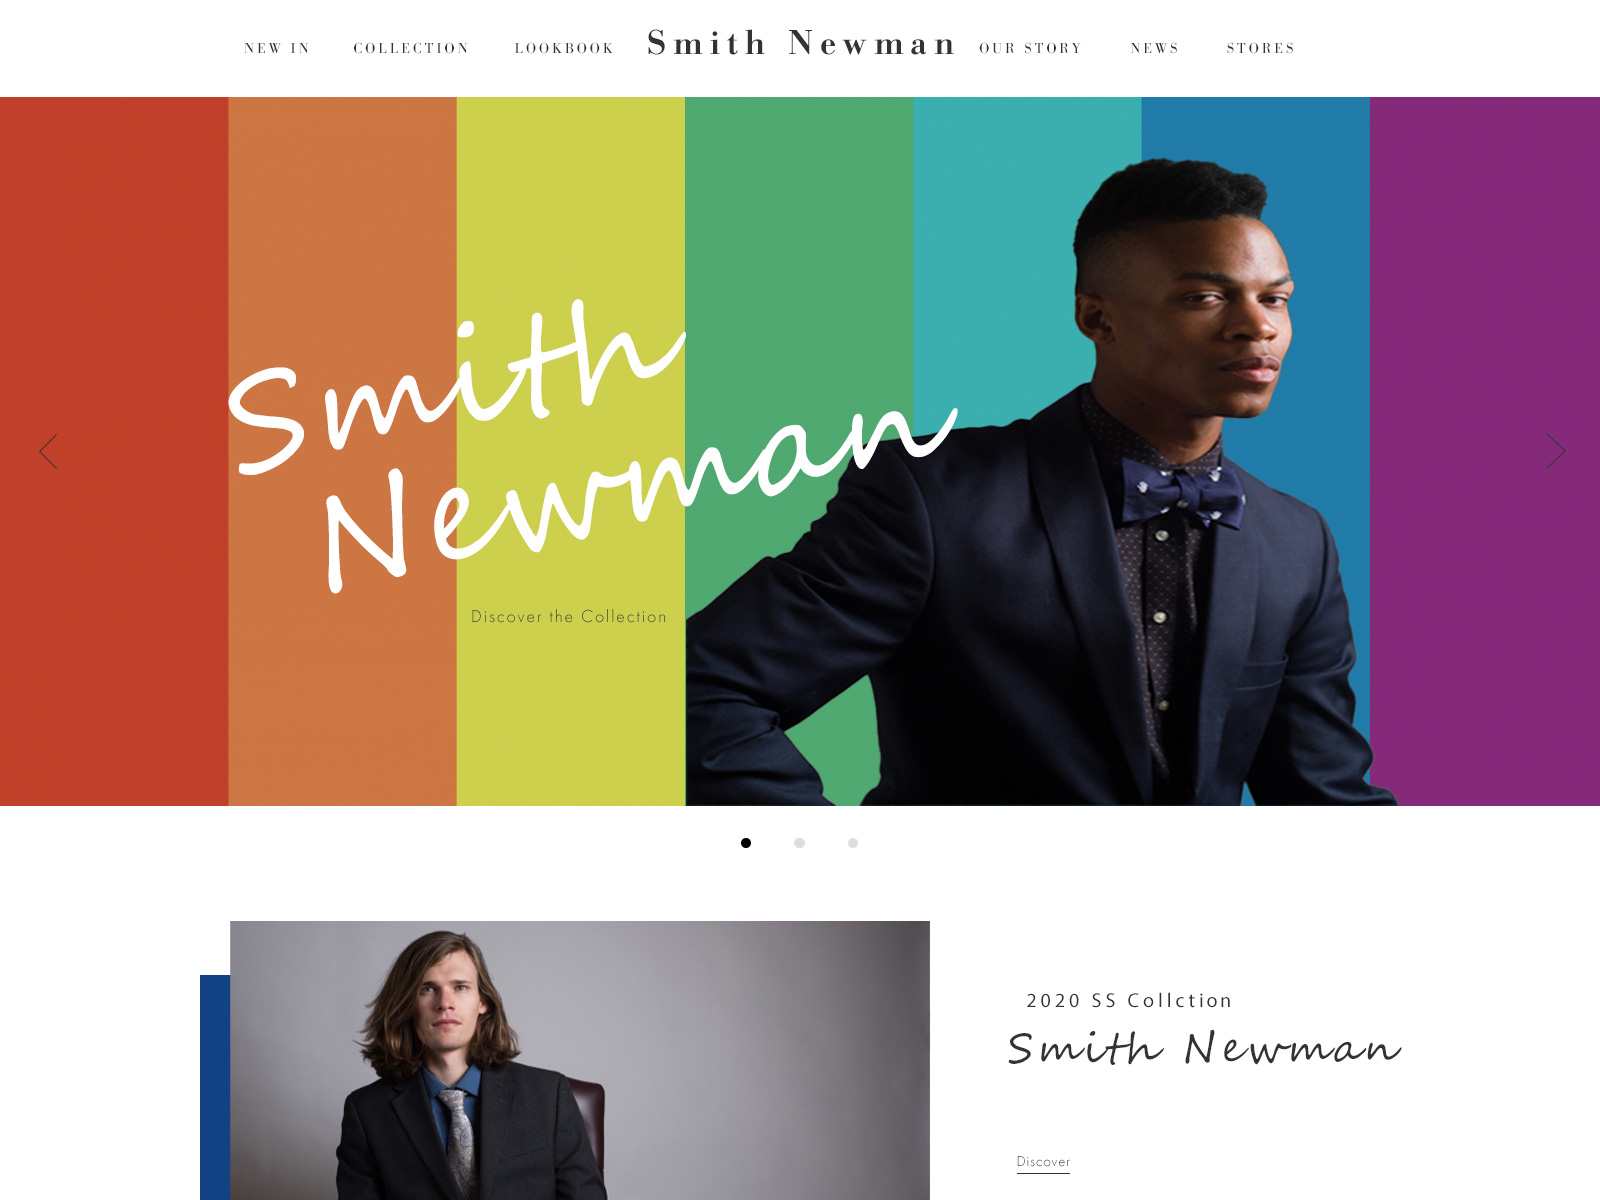 NEW IN COLLECTION LOOKBOOK Smith Newman OUR STORY NEWS STORES
Smith
Newman
Discover the Collection
2020 SS Collction
Smith Newman
Discover